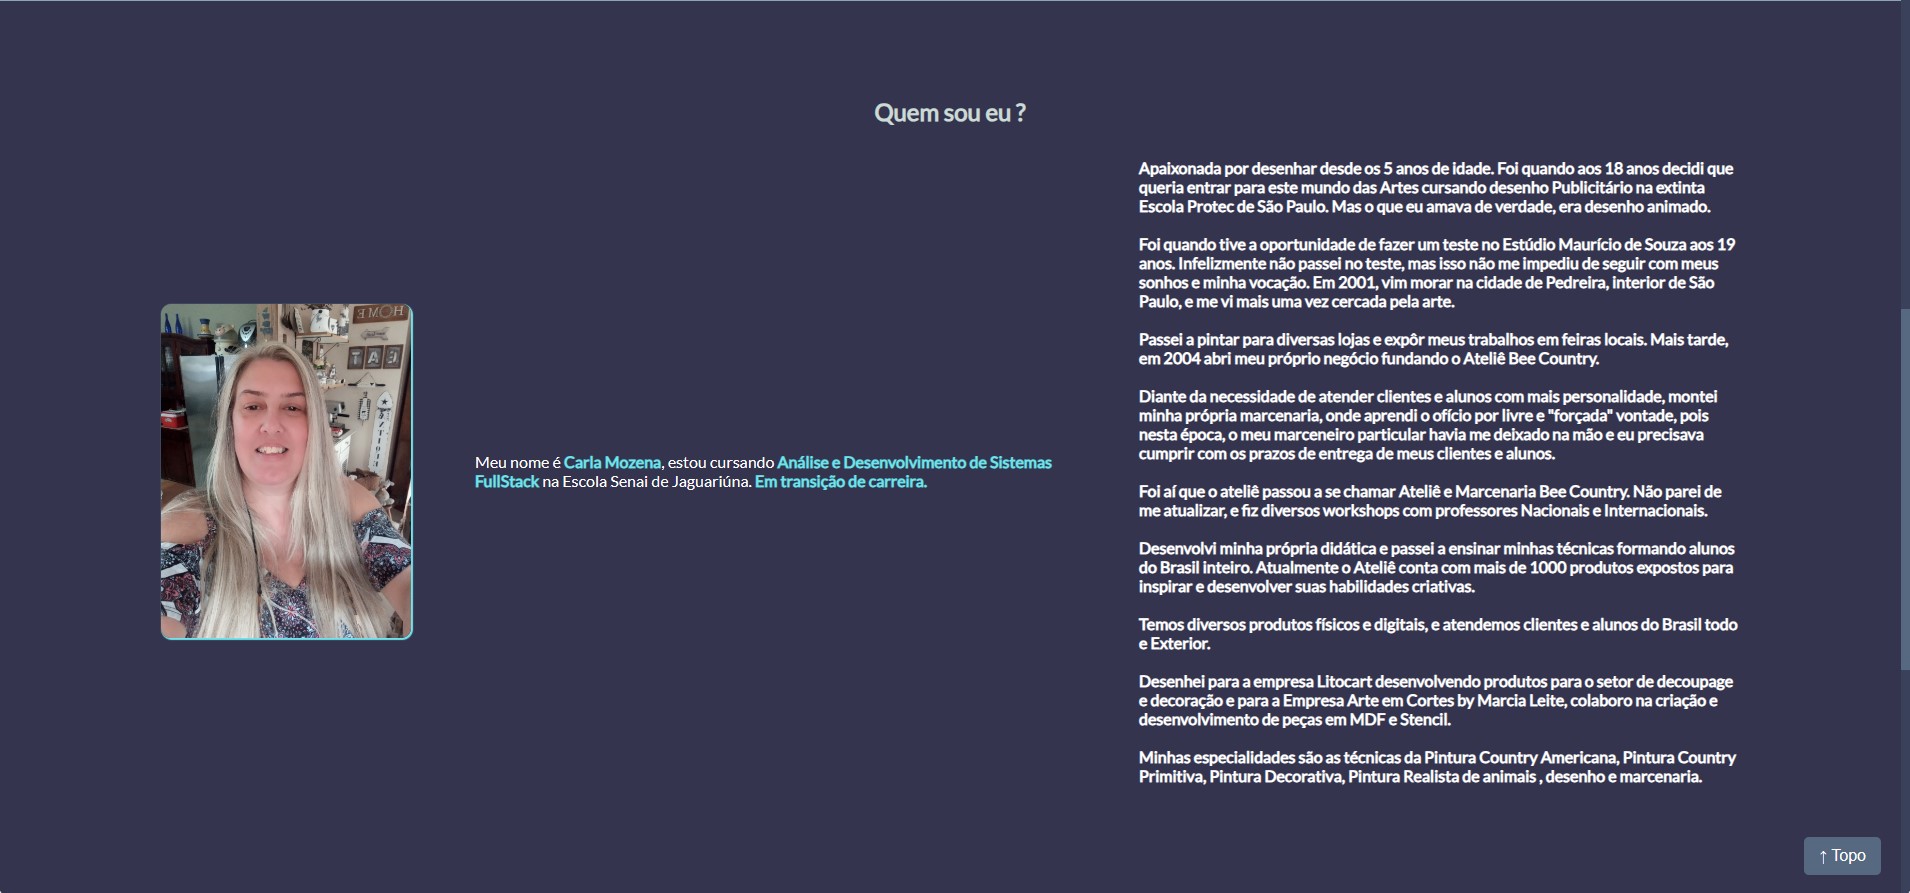 Quem sou eu ?
HOME
EAT
Meu nome é Carla Mozena, estou cursando Análise e Desenvolvimento de Sistemas
FullStack na Escola Senai de Jaguariúna. Em transição de carreira.
Apaixonada por desenhar desde os 5 anos de idade. Foi quando aos 18 anos decidi que
queria entrar para este mundo das Artes cursando desenho Publicitário na extinta
Escola Protec de São Paulo. Mas o que eu amava de verdade, era desenho animado.
Foi quando tive a oportunidade de fazer um teste no Estúdio Maurício de Souza aos 19
anos. Infelizmente não passei no teste, mas isso não me impediu de seguir com meus
sonhos e minha vocação. Em 2001, vim morar na cidade de Pedreira, interior de São
Paulo, e me vi mais uma vez cercada pela arte.
Passei a pintar para diversas lojas e expôr meus trabalhos em feiras locais. Mais tarde,
em 2004 abri meu próprio negócio fundando o Ateliê Bee Country.
Diante da necessidade de atender clientes e alunos com mais personalidade, montei
minha própria marcenaria, onde aprendi o ofício por livre e "forçada" vontade, pois
nesta época, o meu marceneiro particular havia me deixado na mão e eu precisava
cumprir com os prazos de entrega de meus clientes e alunos.
Foi aí que o ateliê passou a se chamar Ateliê e Marcenaria Bee Country. Não parei de
me atualizar, e fiz diversos workshops com professores Nacionais e Internacionais.
Desenvolvi minha própria didática e passei a ensinar minhas técnicas formando alunos
do Brasil inteiro. Atualmente o Ateliê conta com mais de 1000 produtos expostos para
inspirar e desenvolver suas habilidades criativas.
Temos diversos produtos físicos e digitais, e atendemos clientes e alunos do Brasil todo
e Exterior.
Desenhei para a empresa Litocart desenvolvendo produtos para o setor de decoupage
e decoração e para a Empresa Arte em Cortes by Marcia Leite, colaboro na criação e
desenvolvimento de peças em MDF e Stencil.
Minhas especialidades são as técnicas da Pintura Country Americana, Pintura Country
Primitiva, Pintura Decorativa, Pintura Realista de animais , desenho e marcenaria.
↑ Topo